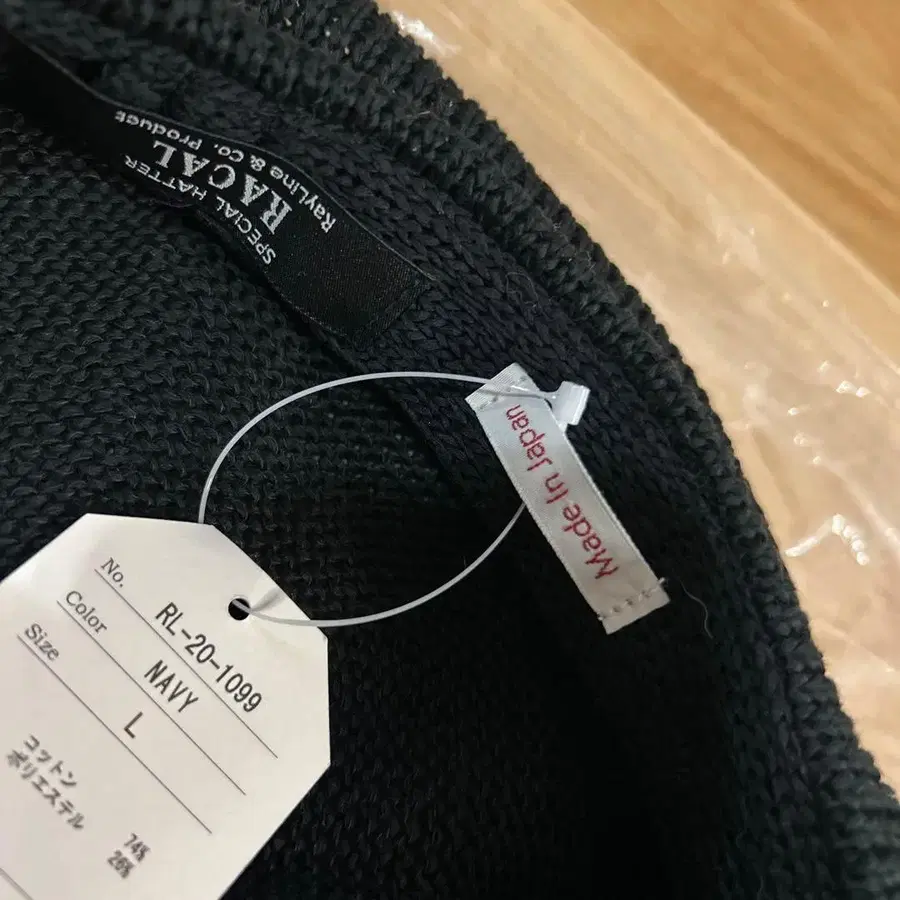 SPECIAL HATTER
RACAL
RayLine & Co. Product
Made In Japan
No. RL-20-1099
Color NAVY
Size L
コットン 74%
ポリエステル 26%